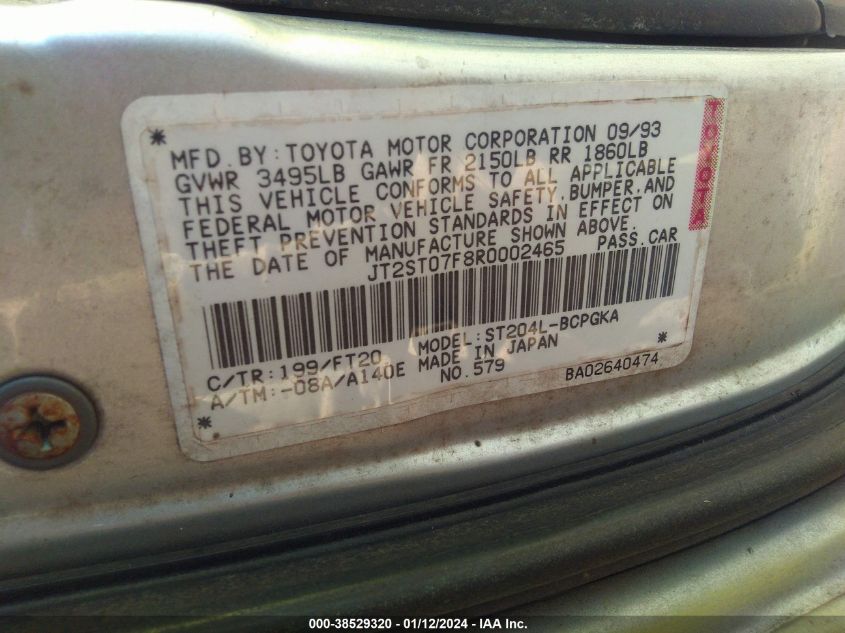 MFD. BY: TOYOTA MOTOR CORPORATION 09/93
GVWR 3495LB GAWR FR 2150LB RR 1860LB
THIS VEHICLE CONFORMS TO ALL APPLICABLE
FEDERAL MOTOR VEHICLE SAFETY, BUMPER, AND
THEFT PREVENTION STANDARDS IN EFFECT ON
THE DATE OF MANUFACTURE SHOWN ABOVE.
JT2ST07F8R0002465 PASS. CAR
TOYOTA
C/TR: 199/FT20 MODEL: ST204L-BCPGKA
A/TM: -08A/A140E MADE IN JAPAN
NO. 579 BA02640474
000-38529320 - 01/12/2024 - IAA Inc.